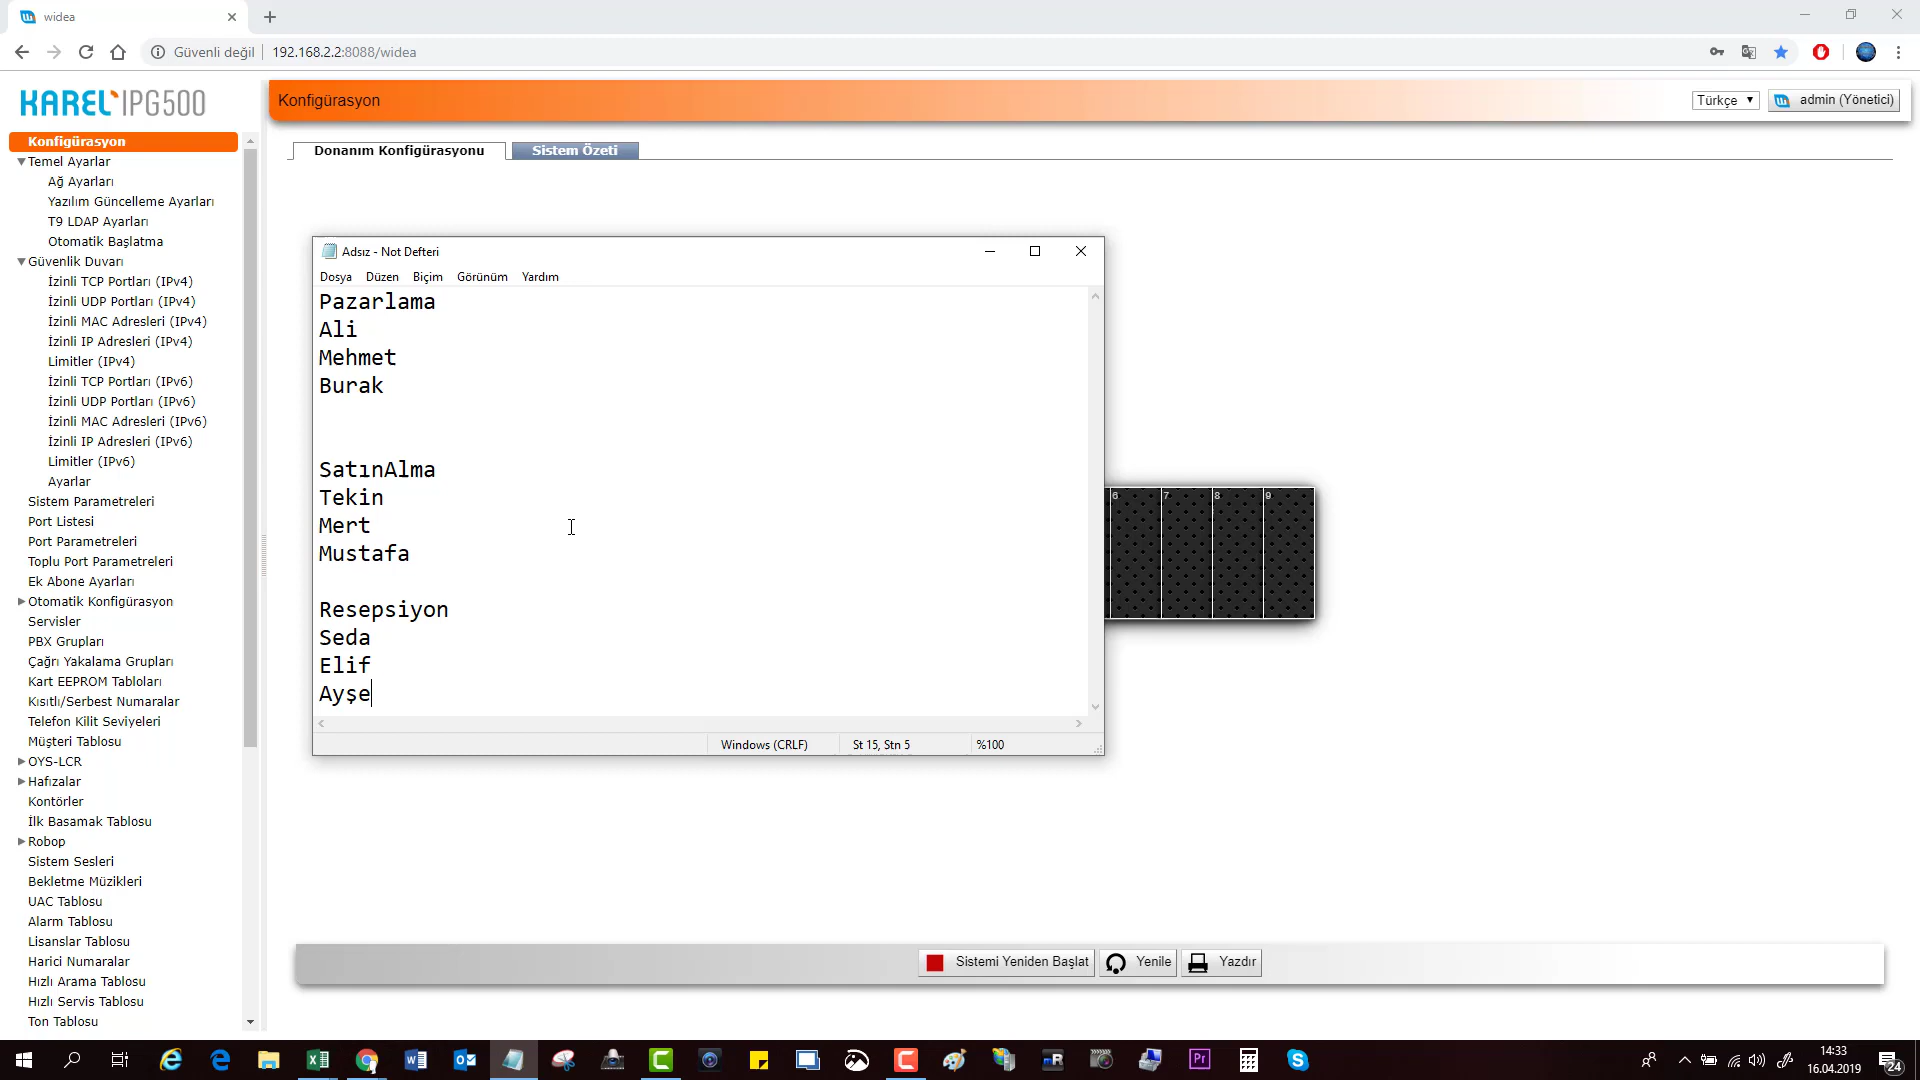 widea
Güvenli değil
192.168.2.2:8088/widea
KAREL IPG500
Konfigürasyon
Türkçe
admin (Yönetici)
Konfigürasyon
Temel Ayarlar
Ağ Ayarları
Yazılım Güncelleme Ayarları
T9 LDAP Ayarları
Otomatik Başlatma
Güvenlik Duvarı
İzinli TCP Portları (IPv4)
İzinli UDP Portları (IPv4)
İzinli MAC Adresleri (IPv4)
İzinli IP Adresleri (IPv4)
Limitler (IPv4)
İzinli TCP Portları (IPv6)
İzinli UDP Portları (IPv6)
İzinli MAC Adresleri (IPv6)
İzinli IP Adresleri (IPv6)
Limitler (IPv6)
Ayarlar
Sistem Parametreleri
Port Listesi
Port Parametreleri
Toplu Port Parametreleri
Ek Abone Ayarları
Otomatik Konfigürasyon
Servisler
PBX Grupları
Çağrı Yakalama Grupları
Kart EEPROM Tabloları
Kısıtlı/Serbest Numaralar
Telefon Kilit Seviyeleri
Müşteri Tablosu
OYS-LCR
Hafızalar
Kontörler
İlk Basamak Tablosu
Robop
Sistem Sesleri
Bekletme Müzikleri
UAC Tablosu
Alarm Tablosu
Lisanslar Tablosu
Harici Numaralar
Hızlı Arama Tablosu
Hızlı Servis Tablosu
Ton Tablosu
Donanım Konfigürasyonu
Sistem Özeti
Adsız - Not Defteri
Dosya Düzen Biçim Görünüm Yardım
Pazarlama
Ali
Mehmet
Burak
SatınAlma
Tekin
Mert
Mustafa
Resepsiyon
Seda
Elif
Ayşe
Windows (CRLF) St 15, Stn 5 %100
6 7 8 9
Sistemi Yeniden Başlat Yenile Yazdır
14:33
16.04.2019
24